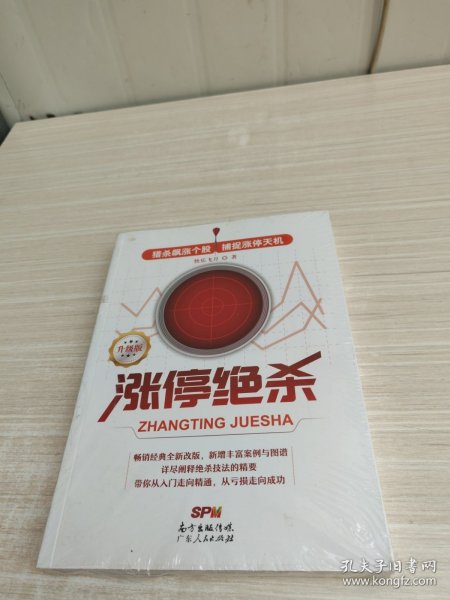 猎杀飙涨个股 捕捉涨停天机
著
升级版
涨停绝杀
ZHANGTING JUESHA
畅销经典全新改版，新增丰富案例与图谱
详尽阐释绝杀技法的精要
带你从入门走向精通，从亏损走向成功
SPM
南方出版传媒
广东人民出版社
孔夫子旧书网
www.kongfz.com